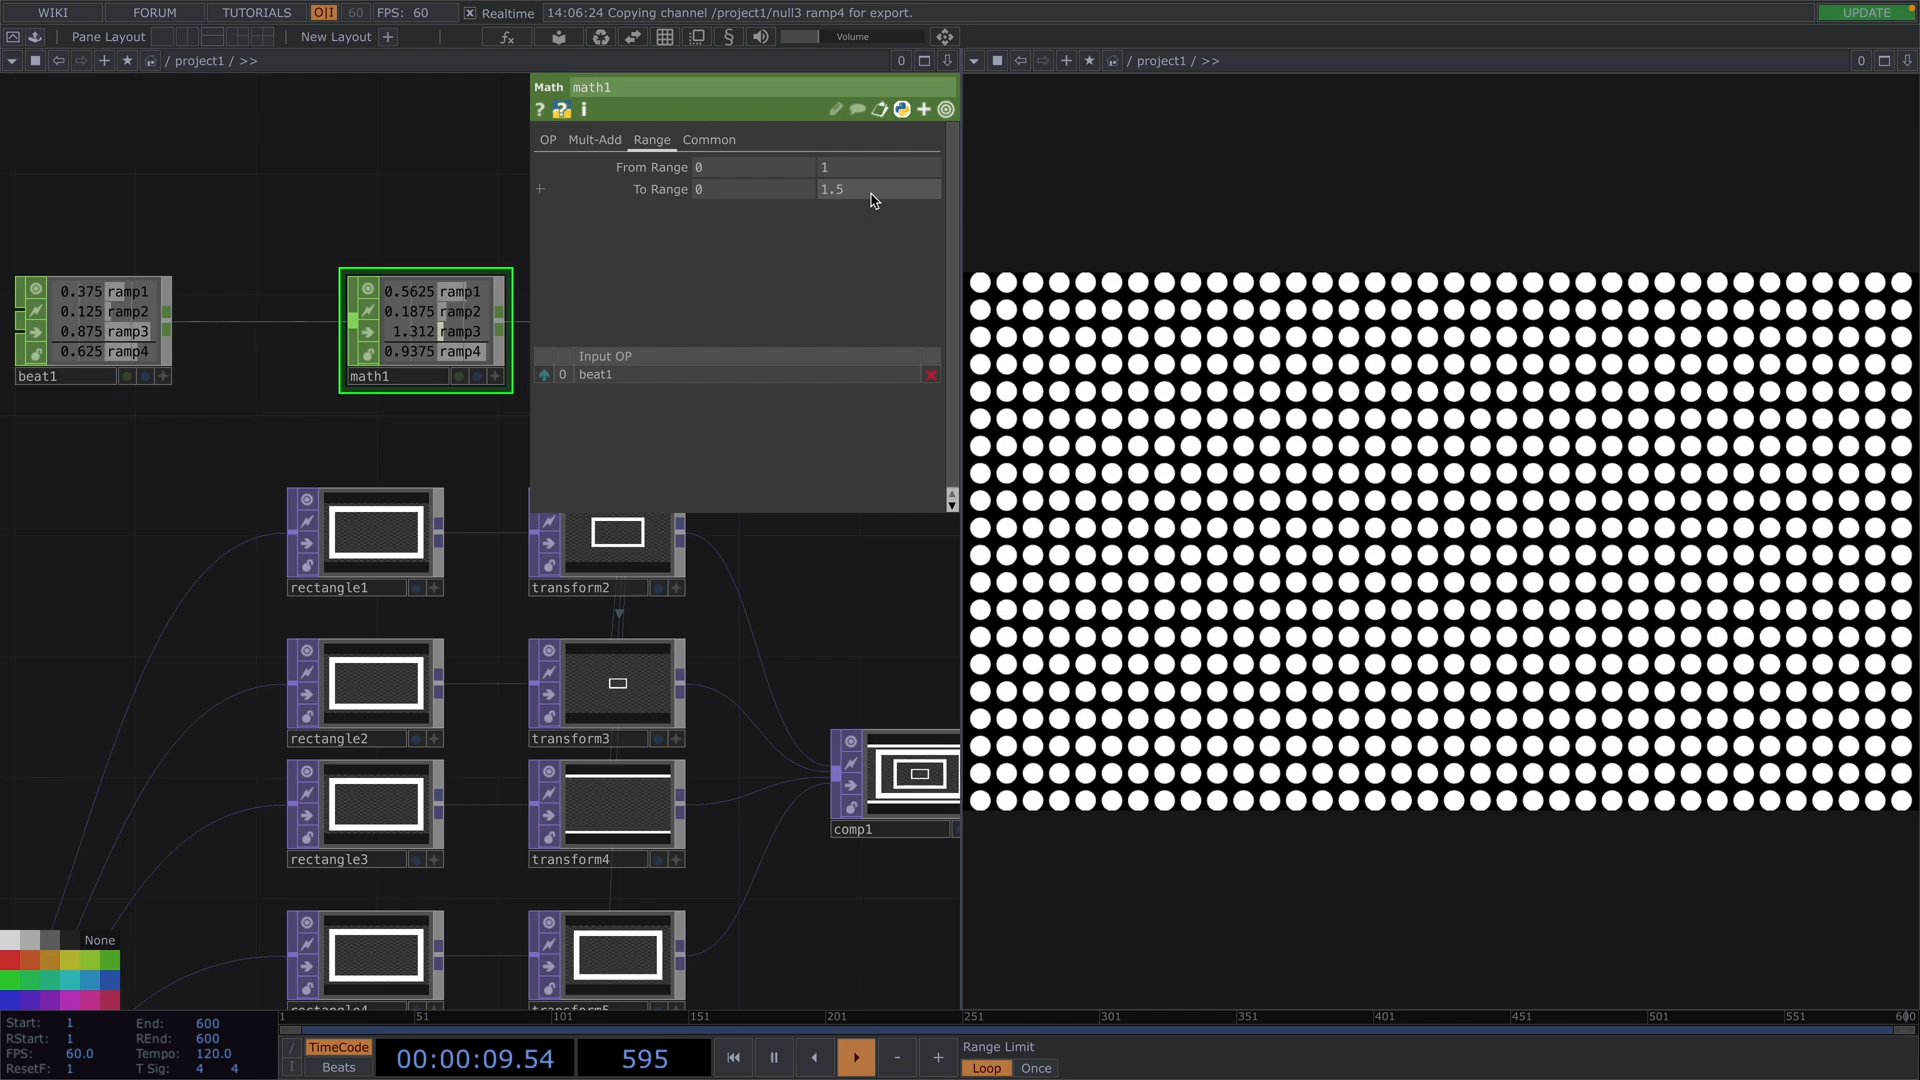 WIKI FORUM TUTORIALS O|I 60 FPS: 60 Realtime 14:06:24 Copying channel /project1/null3 ramp4 for export. UPDATE
Pane Layout New Layout + Volume
/ project1 / >> 0
/ project1 / >> 0
Math math1
OP Mult-Add Range Common
From Range 0 1
To Range 0 1.5
Input OP
0 beat1
0.375 ramp1
0.125 ramp2
0.875 ramp3
0.625 ramp4
beat1
0.5625 ramp1
0.1875 ramp2
1.312 ramp3
0.9375 ramp4
math1
rectangle1
transform2
rectangle2
transform3
rectangle3
transform4
comp1
rectangle4
transform5
None
Start: 1 End: 600
RStart: 1 REnd: 600
FPS: 60.0 Tempo: 120.0
ResetF: 1 T Sig: 4 4
1 51 101 151 201 251 301 351 401 451 501 551 600
TimeCode
Beats
00:00:09.54
595
Range Limit
Loop Once